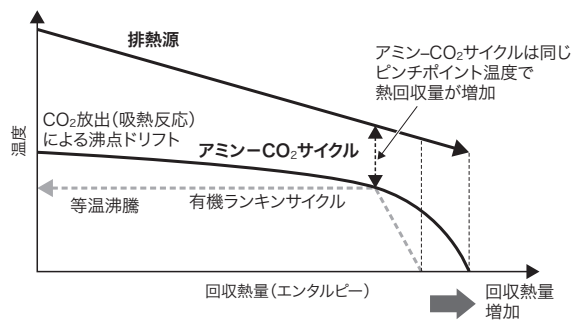 排熱源
アミン–CO₂サイクルは同じ
ピンチポイント温度で
熱回収量が増加
CO₂放出（吸熱反応）
による沸点ドリフト
アミン－CO₂サイクル
温度
等温沸騰
有機ランキンサイクル
回収熱量（エンタルピー）
回収熱量
増加